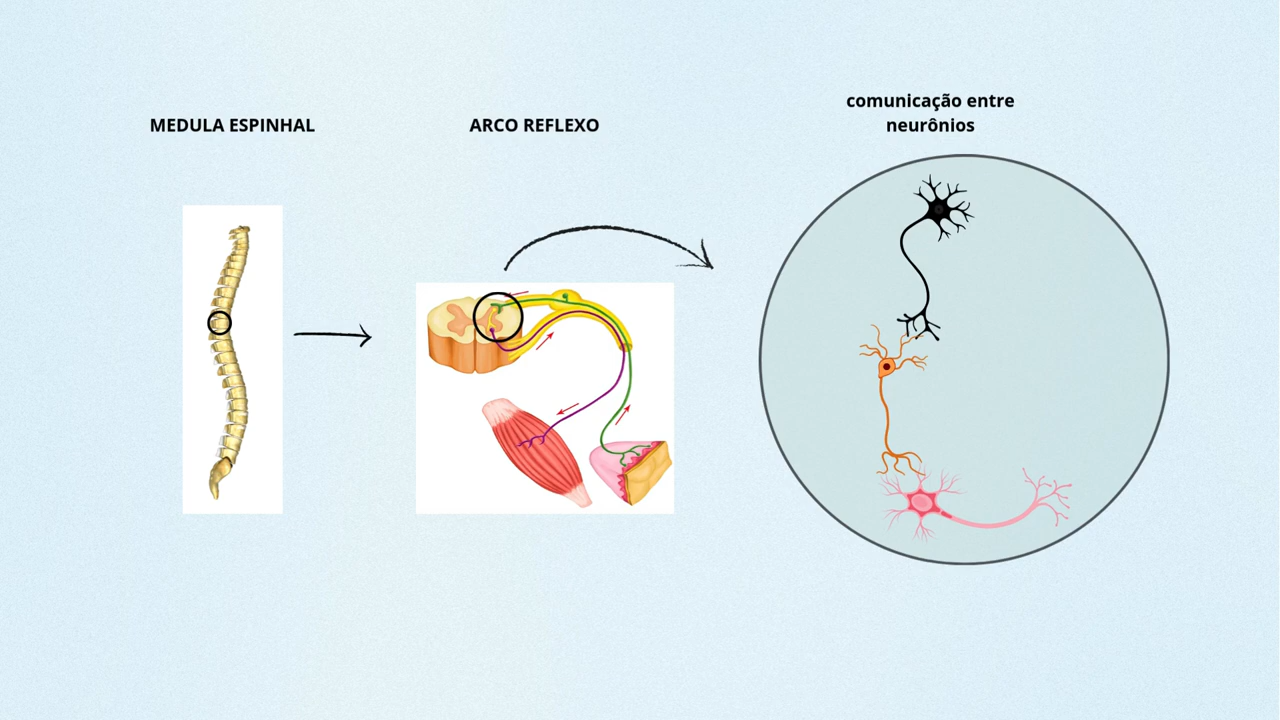 MEDULA ESPINHAL
ARCO REFLEXO
comunicação entre
neurônios